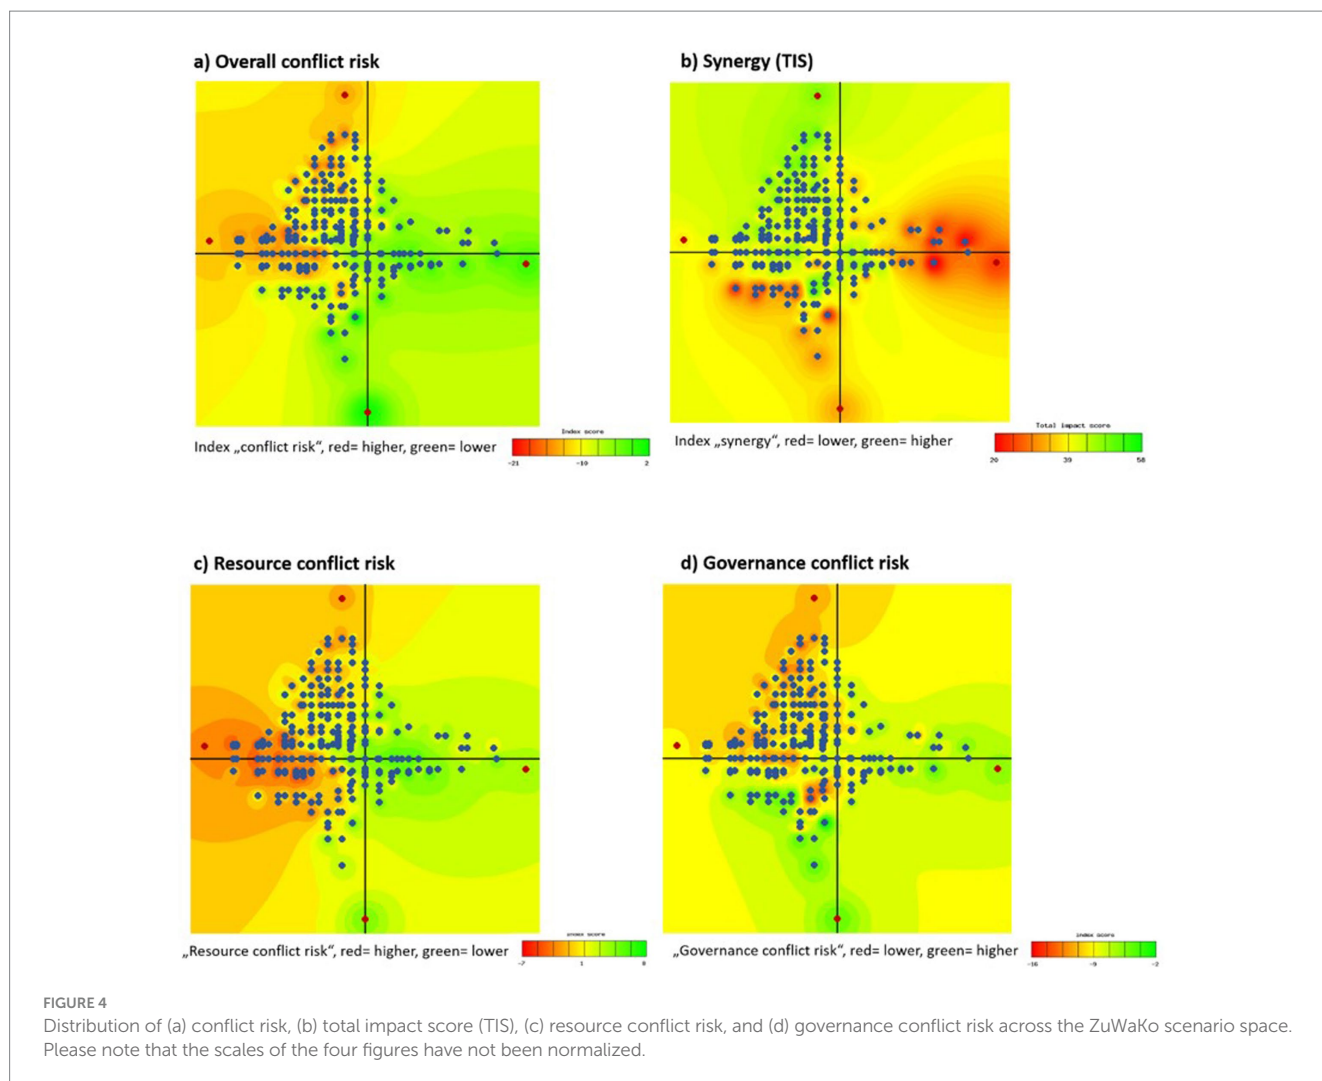 a) Overall conflict risk
b) Synergy (TIS)
Index score
Index „conflict risk“, red= higher, green= lower
-21 -10 2
Total impact score
Index „synergy“, red= lower, green= higher
20 39 58
c) Resource conflict risk
d) Governance conflict risk
Index score
„Resource conflict risk“, red= higher, green= lower
-7 1 8
Index score
„Governance conflict risk“, red= lower, green= higher
-16 -9 -2
FIGURE 4
Distribution of (a) conflict risk, (b) total impact score (TIS), (c) resource conflict risk, and (d) governance conflict risk across the ZuWaKo scenario space.
Please note that the scales of the four figures have not been normalized.